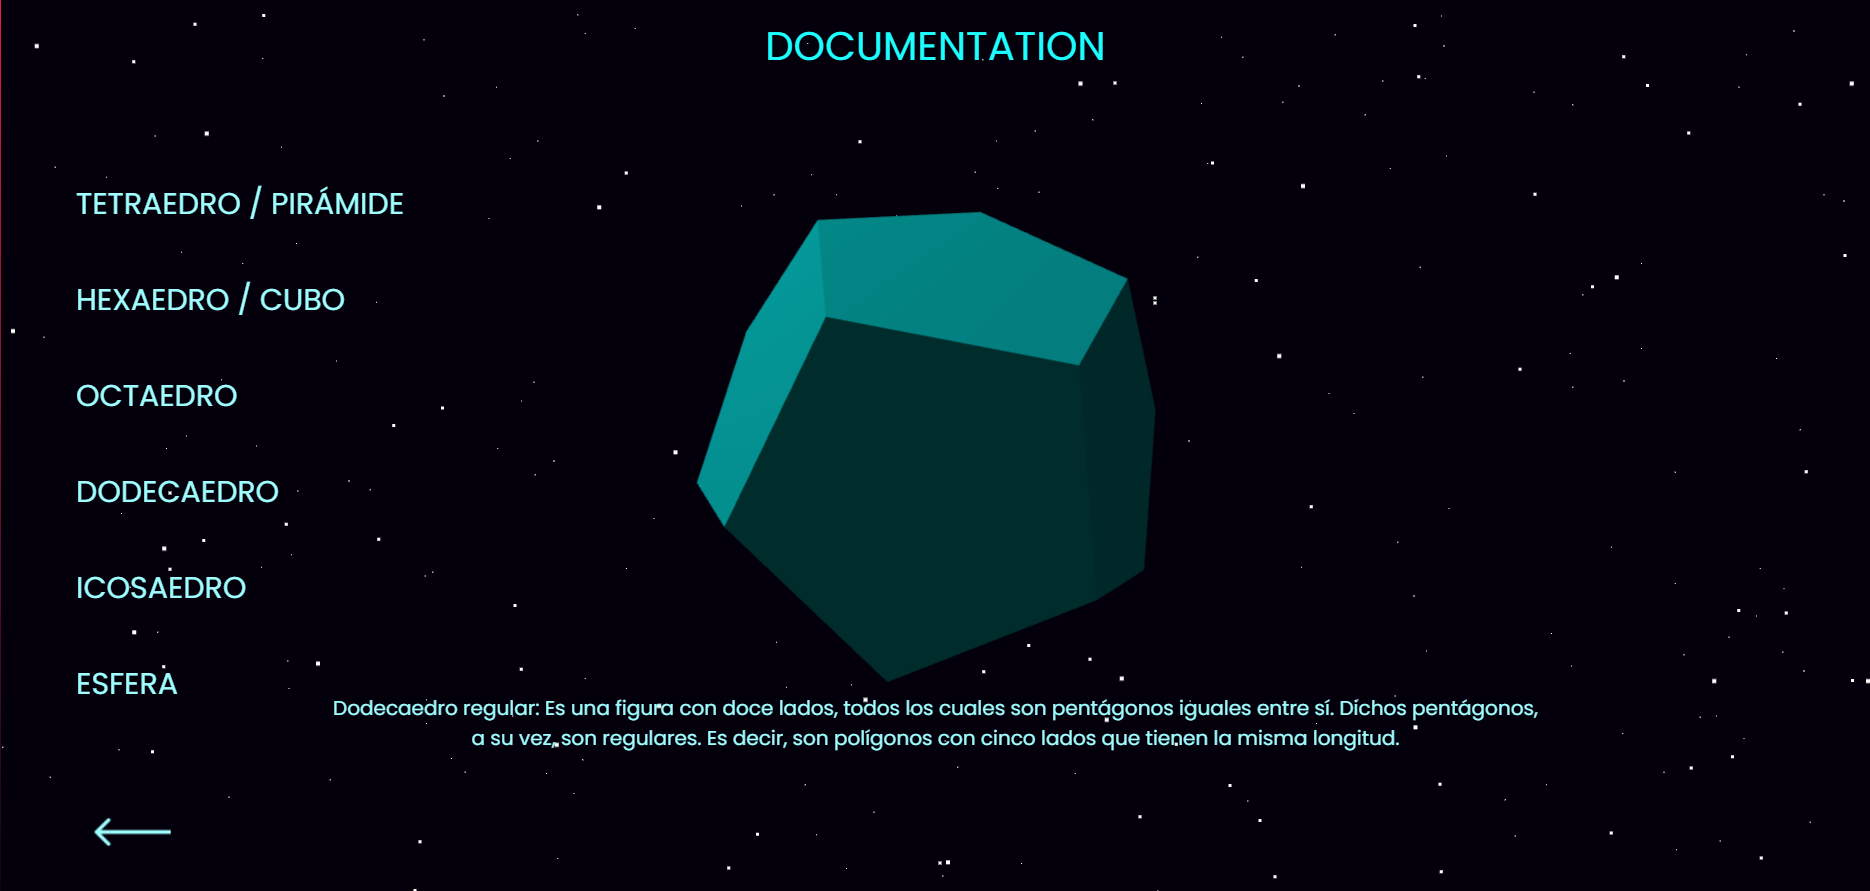 DOCUMENTATION
TETRAEDRO / PIRÁMIDE
HEXAEDRO / CUBO
OCTAEDRO
DODECAEDRO
ICOSAEDRO
ESFERA
Dodecaedro regular: Es una figura con doce lados, todos los cuales son pentágonos iguales entre sí. Dichos pentágonos,
a su vez, son regulares. Es decir, son polígonos con cinco lados que tienen la misma longitud.